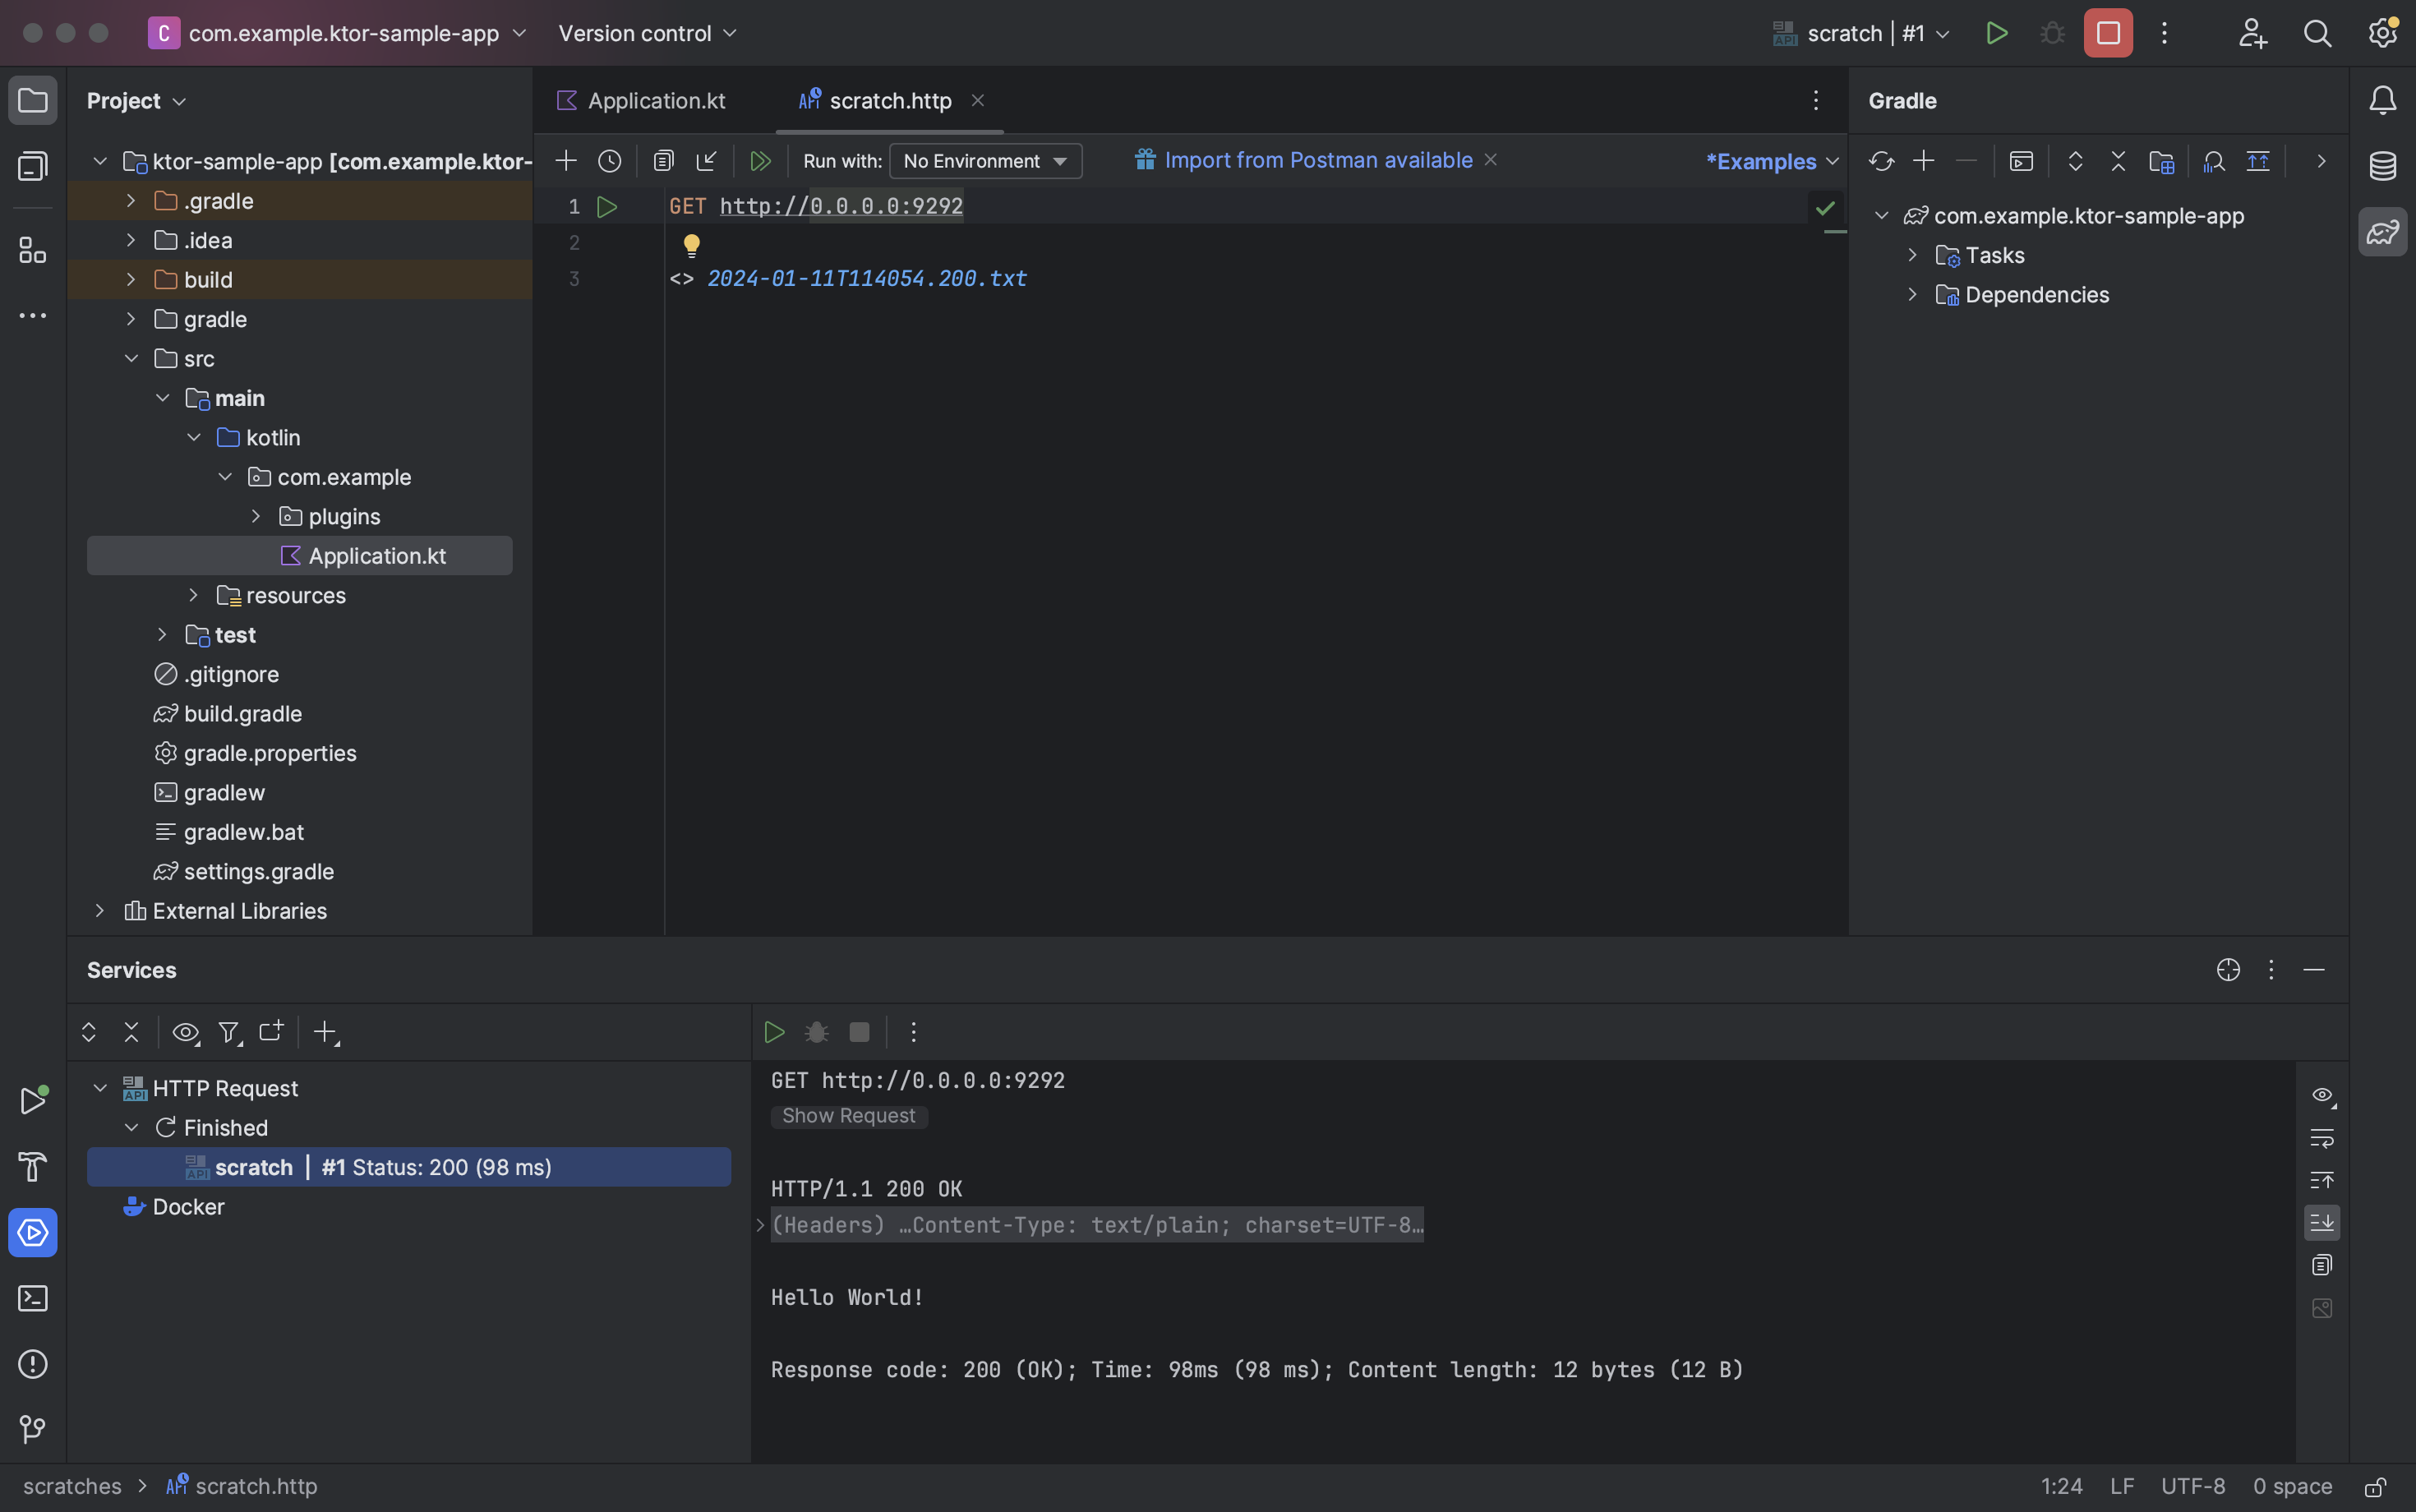 C com.example.ktor-sample-app Version control scratch | #1
Project
ktor-sample-app [com.example.ktor-
.gradle
.idea
build
gradle
src
main
kotlin
com.example
plugins
Application.kt
resources
test
.gitignore
build.gradle
gradle.properties
gradlew
gradlew.bat
settings.gradle
External Libraries
Application.kt API scratch.http
Run with: No Environment Import from Postman available *Examples
1 GET http://0.0.0.0:9292
2
3 <> 2024-01-11T114054.200.txt
Gradle
com.example.ktor-sample-app
Tasks
Dependencies
Services
API HTTP Request
Finished
API scratch | #1 Status: 200 (98 ms)
Docker
GET http://0.0.0.0:9292
Show Request
HTTP/1.1 200 OK
(Headers) …Content-Type: text/plain; charset=UTF-8…
Hello World!
Response code: 200 (OK); Time: 98ms (98 ms); Content length: 12 bytes (12 B)
scratches > API scratch.http 1:24 LF UTF-8 0 space